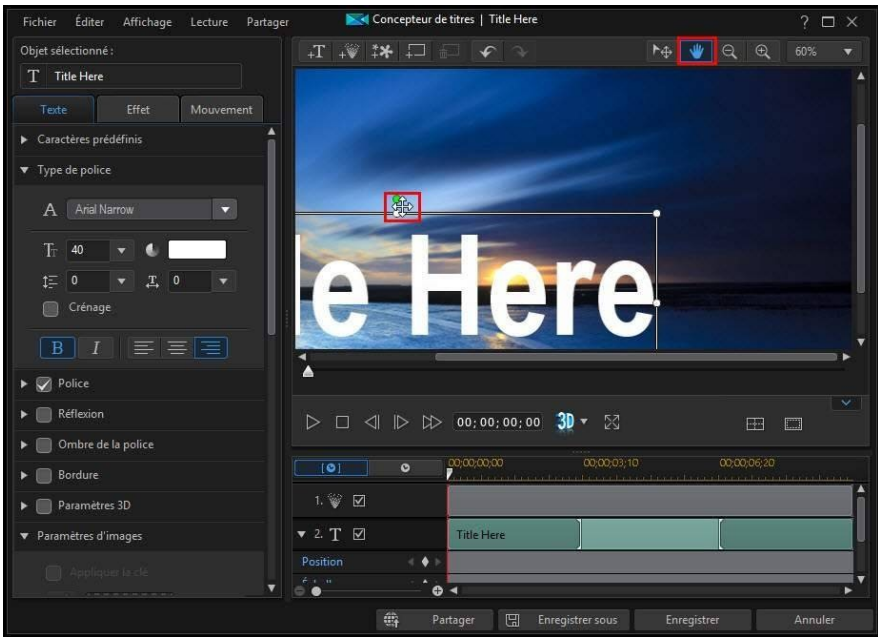 Fichier Éditer Affichage Lecture Partager Concepteur de titres | Title Here ?
Objet sélectionné :
T Title Here
60%
Texte Effet Mouvement
Caractères prédéfinis
Type de police
A Arial Narrow
40
0 0
Crénage
B I
Police
Réflexion
Ombre de la police
Bordure
Paramètres 3D
Paramètres d'images
Appliquer la clé
le Here
00;00;00;00 3D
00;00;00;00 00;00;03;10 00;00;06;20
1.
2. T Title Here
Position
Partager Enregistrer sous Enregistrer Annuler